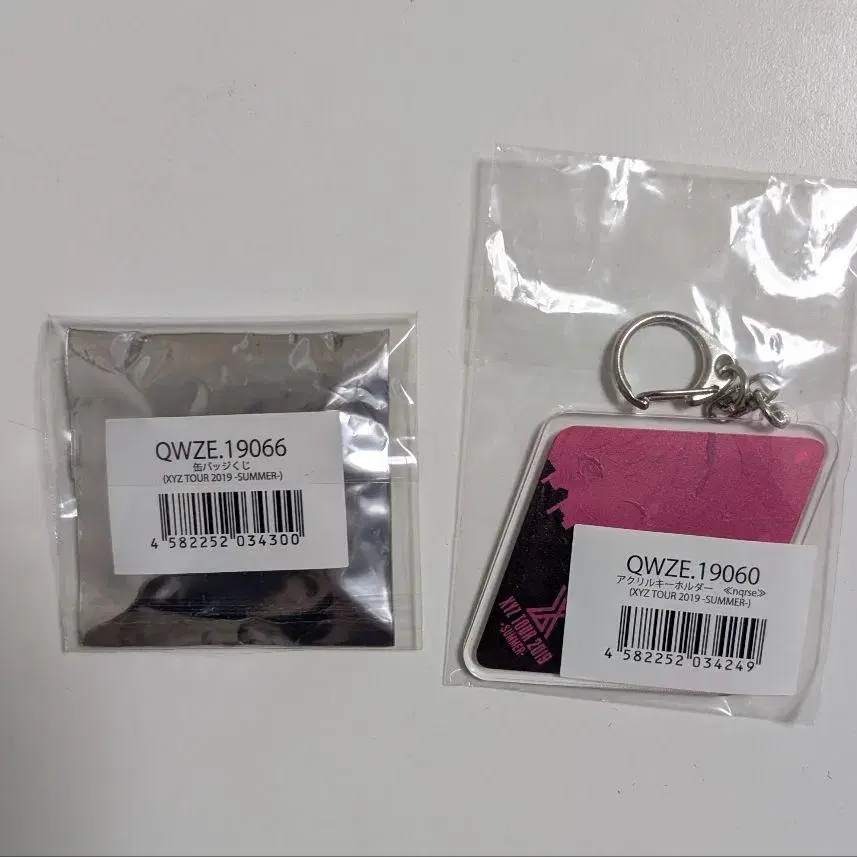 QWZE.19066
缶バッジくじ
(XYZ TOUR 2019 -SUMMER-)
4 582252 034300
QWZE.19060
アクリルキーホルダー ≪nqrse≫
(XYZ TOUR 2019 -SUMMER-)
4 582252 034249
XYZ TOUR 2019
-SUMMER-